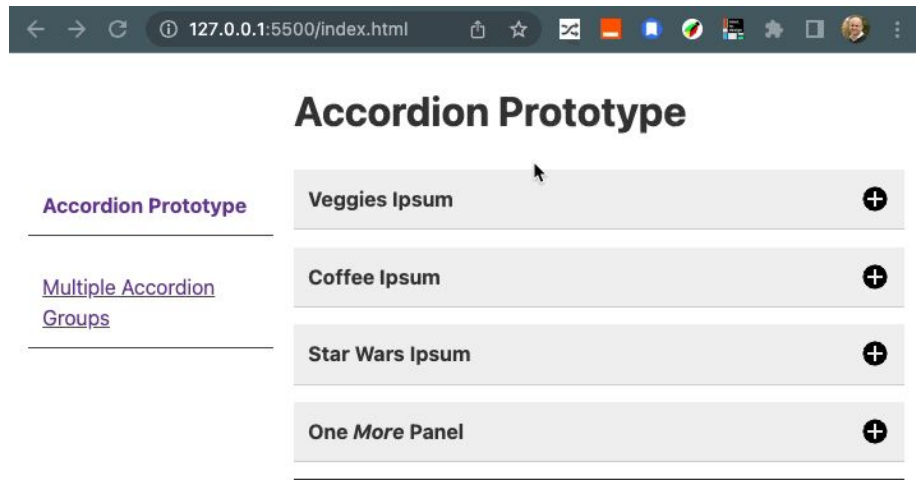 127.0.0.1:5500/index.html
Accordion Prototype
Accordion Prototype
Multiple Accordion
Groups
Veggies Ipsum
Coffee Ipsum
Star Wars Ipsum
One More Panel